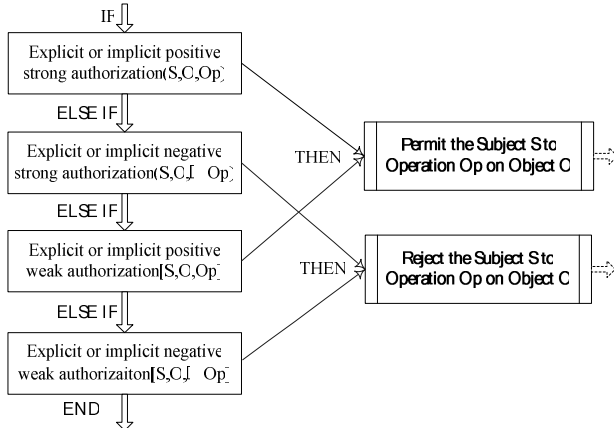 IF
Explicit or implicit positive
strong authorization(S,O,Op)
ELSE IF
Explicit or implicit negative
strong authorization(S,O, Op)
ELSE IF
Explicit or implicit positive
weak authorization[S,O,Op]
ELSE IF
Explicit or implicit negative
weak authorizaiton[S,O, Op]
END
THEN
THEN
Permit the Subject S to
Operation Op on Object O
Reject the Subject S to
Operation Op on Object O